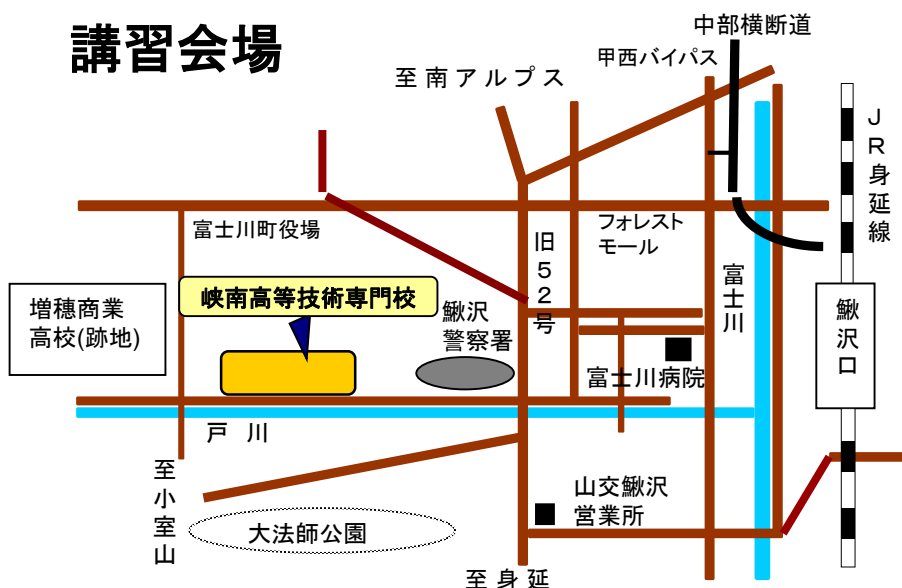 講習会場
中部横断道
甲西バイパス
至南アルプス
JR身延線
富士川町役場
フォレスト
モール
旧52号
富士川
増穂商業
高校(跡地)
峡南高等技術専門校
鰍沢
警察署
鰍沢口
富士川病院
戸川
至小室山
山交鰍沢
営業所
大法師公園
至身延